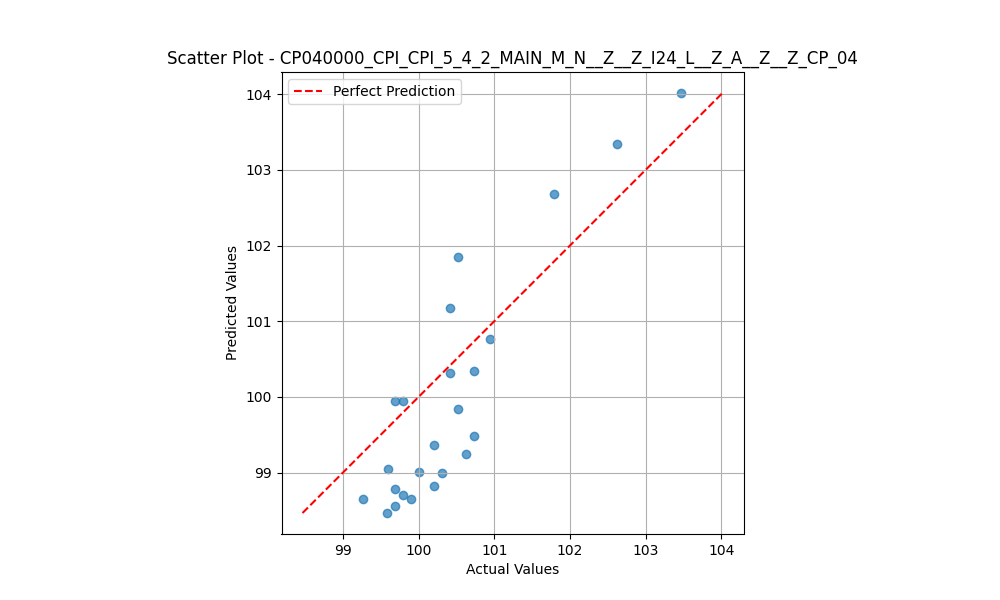 Scatter Plot - CP040000_CPI_CPI_5_4_2_MAIN_M_N__Z__Z_I24_L__Z_A__Z__Z_CP_04
Perfect Prediction
104
103
102
101
100
99
Predicted Values
99 100 101 102 103 104
Actual Values